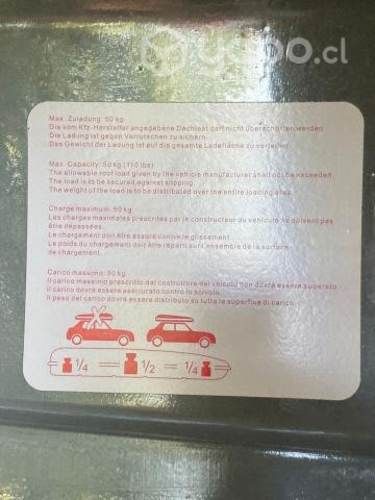 yapo.cl
Max. Zuladung: 50 kg
Die vom Kfz-Hersteller angegebene Dachlast darf nicht überschritten werden
Die Ladung ist gegen Verrutschen zu sichern.
Das Gewicht der Ladung ist auf die gesamte Ladefläche zu verteilen.
Max. Capacity: 50 kg (110 lbs)
The allowable roof load given by the vehicle manufacturer shall not be exceeded.
The load is to be secured against slipping.
The weight of the load is to be distributed over the entire loading area.
Charge maximum: 50 kg
Les charges maximales prescrites par le constructeur du véhicule ne doivent pas
être dépassées.
Le chargement doit être assuré contre le glissement.
Le poids du chargement doit être réparti sur l'ensemble de la surface
de chargement.
Carico massimo: 50 kg
Il carico massimo prescritto dal costruttore del veicolo non dovrà essere superato
Il carico dovrà essere assicurato contro lo scivolo.
Il peso del carico dovrà essere distribuito su tutta la superficie di carico.
1/4 = 1/2 = 1/4